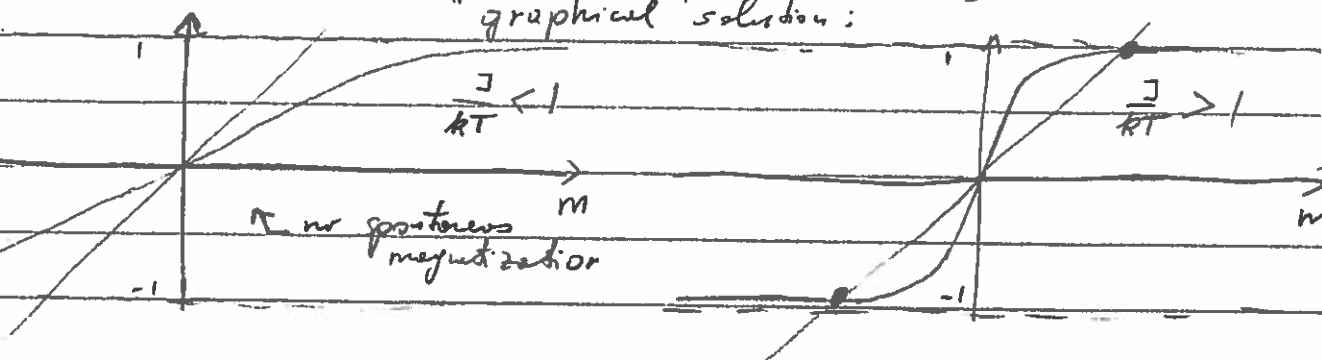 "graphical solution:
1
J/kT < 1
m
no spontaneous
magnetization
-1
1
J/kT > 1
m
-1